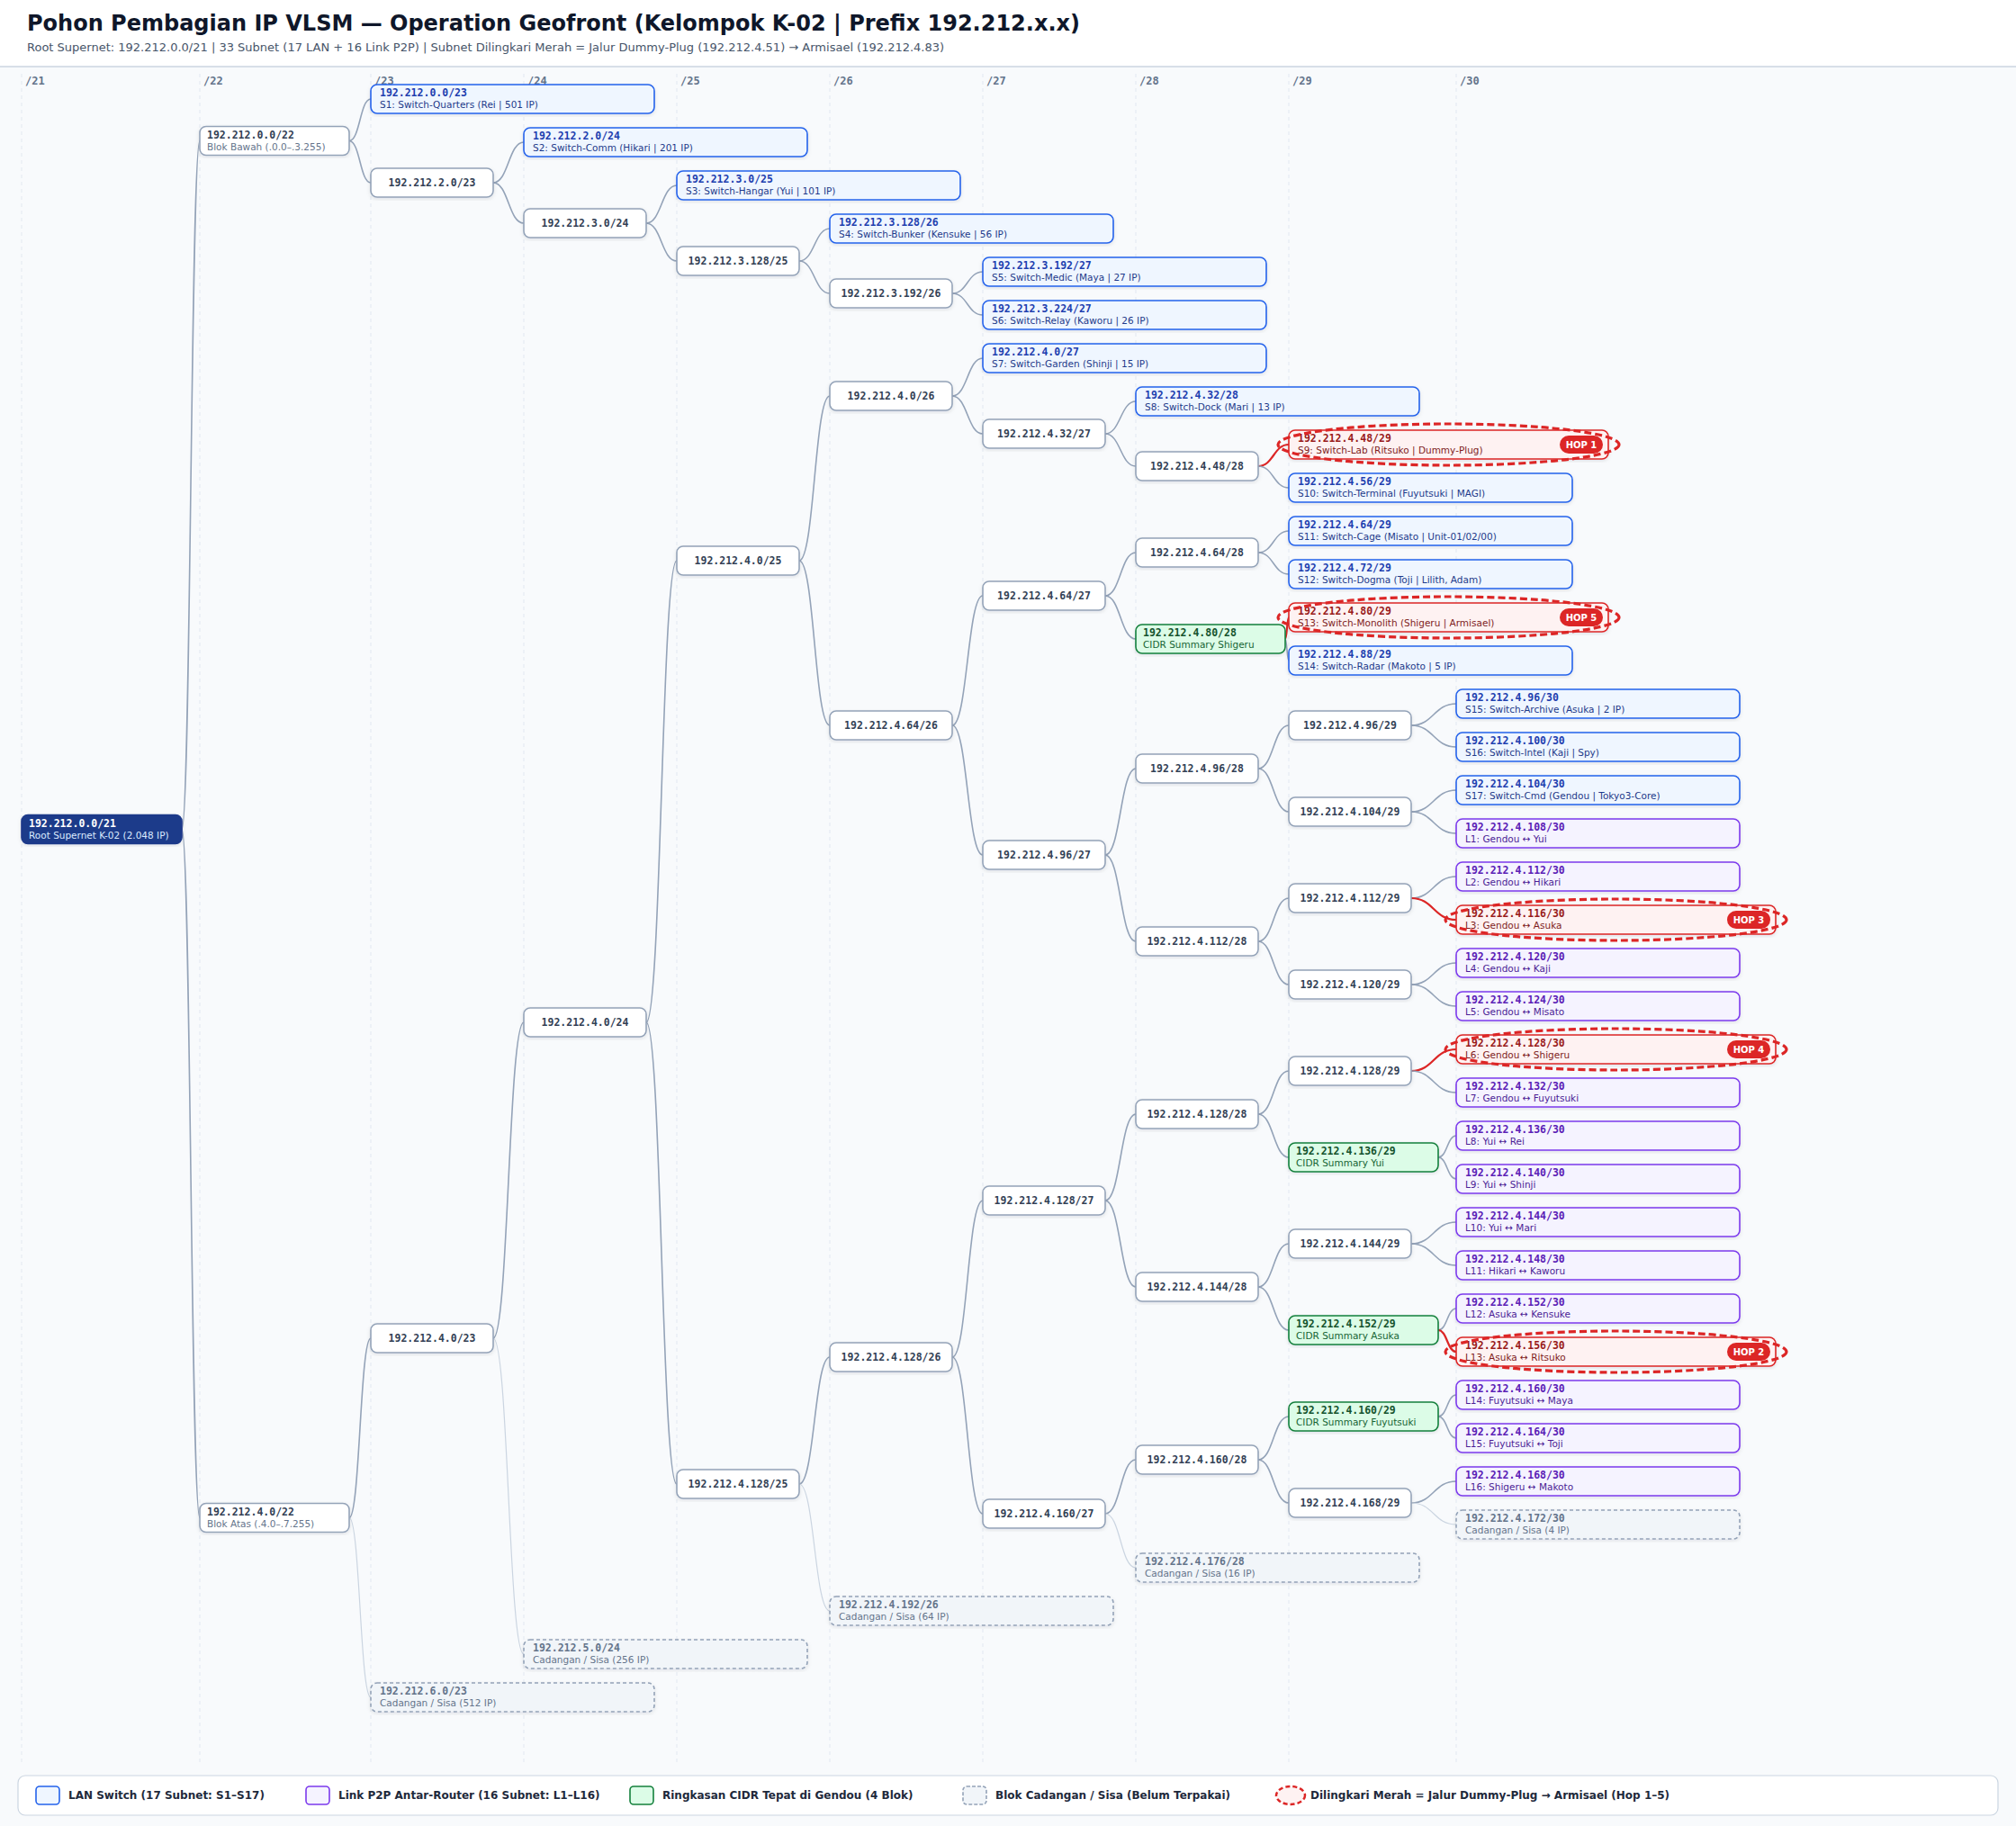 Pohon Pembagian IP VLSM — Operation Geofront (Kelompok K-02 | Prefix 192.212.x.x)
Root Supernet: 192.212.0.0/21 | 33 Subnet (17 LAN + 16 Link P2P) | Subnet Dilingkari Merah = Jalur Dummy-Plug (192.212.4.51) → Armisael (192.212.4.83)
/21
/22
/23
/24
/25
/26
/27
/28
/29
/30
192.212.0.0/23
S1: Switch-Quarters (Rei | 501 IP)
192.212.0.0/22
Blok Bawah (.0.0–.3.255)
192.212.2.0/24
S2: Switch-Comm (Hikari | 201 IP)
192.212.2.0/23
192.212.3.0/25
S3: Switch-Hangar (Yui | 101 IP)
192.212.3.0/24
192.212.3.128/26
S4: Switch-Bunker (Kensuke | 56 IP)
192.212.3.128/25
192.212.3.192/27
S5: Switch-Medic (Maya | 27 IP)
192.212.3.192/26
192.212.3.224/27
S6: Switch-Relay (Kaworu | 26 IP)
192.212.4.0/27
S7: Switch-Garden (Shinji | 15 IP)
192.212.4.0/26
192.212.4.32/28
S8: Switch-Dock (Mari | 13 IP)
192.212.4.32/27
192.212.4.48/29
S9: Switch-Lab (Ritsuko | Dummy-Plug)
HOP 1
192.212.4.48/28
192.212.4.56/29
S10: Switch-Terminal (Fuyutsuki | MAGI)
192.212.4.64/29
S11: Switch-Cage (Misato | Unit-01/02/00)
192.212.4.0/25
192.212.4.64/28
192.212.4.72/29
S12: Switch-Dogma (Toji | Lilith, Adam)
192.212.4.64/27
192.212.4.80/29
S13: Switch-Monolith (Shigeru | Armisael)
HOP 5
192.212.4.80/28
CIDR Summary Shigeru
192.212.4.88/29
S14: Switch-Radar (Makoto | 5 IP)
192.212.4.96/30
S15: Switch-Archive (Asuka | 2 IP)
192.212.4.64/26
192.212.4.96/29
192.212.4.100/30
S16: Switch-Intel (Kaji | Spy)
192.212.4.96/28
192.212.4.104/30
S17: Switch-Cmd (Gendou | Tokyo3-Core)
192.212.4.104/29
192.212.0.0/21
Root Supernet K-02 (2.048 IP)
192.212.4.108/30
L1: Gendou ↔ Yui
192.212.4.96/27
192.212.4.112/30
L2: Gendou ↔ Hikari
192.212.4.112/29
192.212.4.116/30
L3: Gendou ↔ Asuka
HOP 3
192.212.4.112/28
192.212.4.120/30
L4: Gendou ↔ Kaji
192.212.4.120/29
192.212.4.124/30
L5: Gendou ↔ Misato
192.212.4.0/24
192.212.4.128/30
L6: Gendou ↔ Shigeru
HOP 4
192.212.4.128/29
192.212.4.132/30
L7: Gendou ↔ Fuyutsuki
192.212.4.128/28
192.212.4.136/30
L8: Yui ↔ Rei
192.212.4.136/29
CIDR Summary Yui
192.212.4.140/30
L9: Yui ↔ Shinji
192.212.4.128/27
192.212.4.144/30
L10: Yui ↔ Mari
192.212.4.144/29
192.212.4.148/30
L11: Hikari ↔ Kaworu
192.212.4.144/28
192.212.4.152/30
L12: Asuka ↔ Kensuke
192.212.4.152/29
CIDR Summary Asuka
192.212.4.0/23
192.212.4.156/30
L13: Asuka ↔ Ritsuko
HOP 2
192.212.4.128/26
192.212.4.160/30
L14: Fuyutsuki ↔ Maya
192.212.4.160/29
CIDR Summary Fuyutsuki
192.212.4.164/30
L15: Fuyutsuki ↔ Toji
192.212.4.160/28
192.212.4.168/30
L16: Shigeru ↔ Makoto
192.212.4.128/25
192.212.4.168/29
192.212.4.160/27
192.212.4.172/30
Cadangan / Sisa (4 IP)
192.212.4.0/22
Blok Atas (.4.0–.7.255)
192.212.4.176/28
Cadangan / Sisa (16 IP)
192.212.4.192/26
Cadangan / Sisa (64 IP)
192.212.5.0/24
Cadangan / Sisa (256 IP)
192.212.6.0/23
Cadangan / Sisa (512 IP)
LAN Switch (17 Subnet: S1–S17)
Link P2P Antar-Router (16 Subnet: L1–L16)
Ringkasan CIDR Tepat di Gendou (4 Blok)
Blok Cadangan / Sisa (Belum Terpakai)
Dilingkari Merah = Jalur Dummy-Plug → Armisael (Hop 1–5)